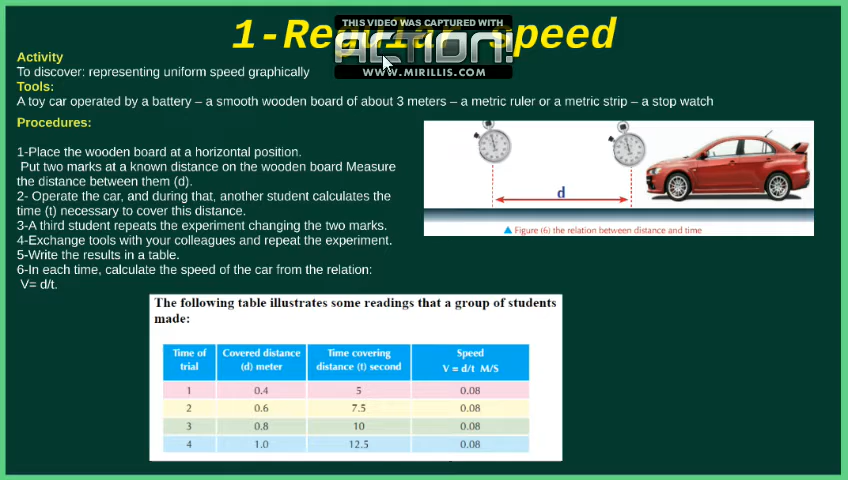 THIS VIDEO WAS CAPTURED WITH
1-Regular speed
ACTION!
WWW.MIRILLIS.COM
Activity
To discover: representing uniform speed graphically
Tools:
A toy car operated by a battery – a smooth wooden board of about 3 meters – a metric ruler or a metric strip – a stop watch
Procedures:
1-Place the wooden board at a horizontal position.
Put two marks at a known distance on the wooden board Measure
the distance between them (d).
2- Operate the car, and during that, another student calculates the
time (t) necessary to cover this distance.
3-A third student repeats the experiment changing the two marks.
4-Exchange tools with your colleagues and repeat the experiment.
5-Write the results in a table.
6-In each time, calculate the speed of the car from the relation:
V= d/t.
d
▲ Figure (6) the relation between distance and time
The following table illustrates some readings that a group of students
made:
Time of trial Covered distance (d) meter Time covering distance (t) second Speed V = d/t M/S
1 0.4 5 0.08
2 0.6 7.5 0.08
3 0.8 10 0.08
4 1.0 12.5 0.08